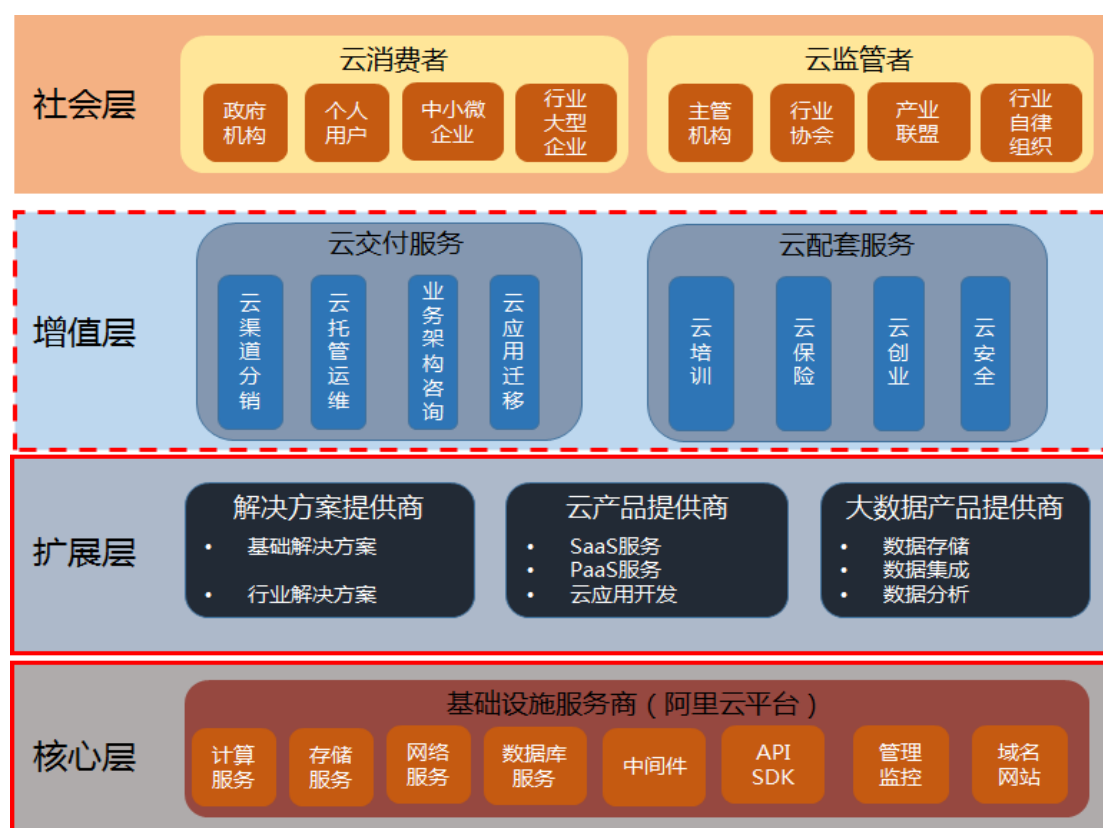 社会层
云消费者
政府
机构
个人
用户
中小微
企业
行业
大型
企业
云监管者
主管
机构
行业
协会
产业
联盟
行业
自律
组织
增值层
云交付服务
云渠道分销
云托管运维
业务架构咨询
云应用迁移
云配套服务
云培训
云保险
云创业
云安全
扩展层
解决方案提供商
• 基础解决方案
• 行业解决方案
云产品提供商
• SaaS服务
• PaaS服务
• 云应用开发
大数据产品提供商
• 数据存储
• 数据集成
• 数据分析
核心层
基础设施服务商（阿里云平台）
计算
服务
存储
服务
网络
服务
数据库
服务
中间件
API
SDK
管理
监控
域名
网站